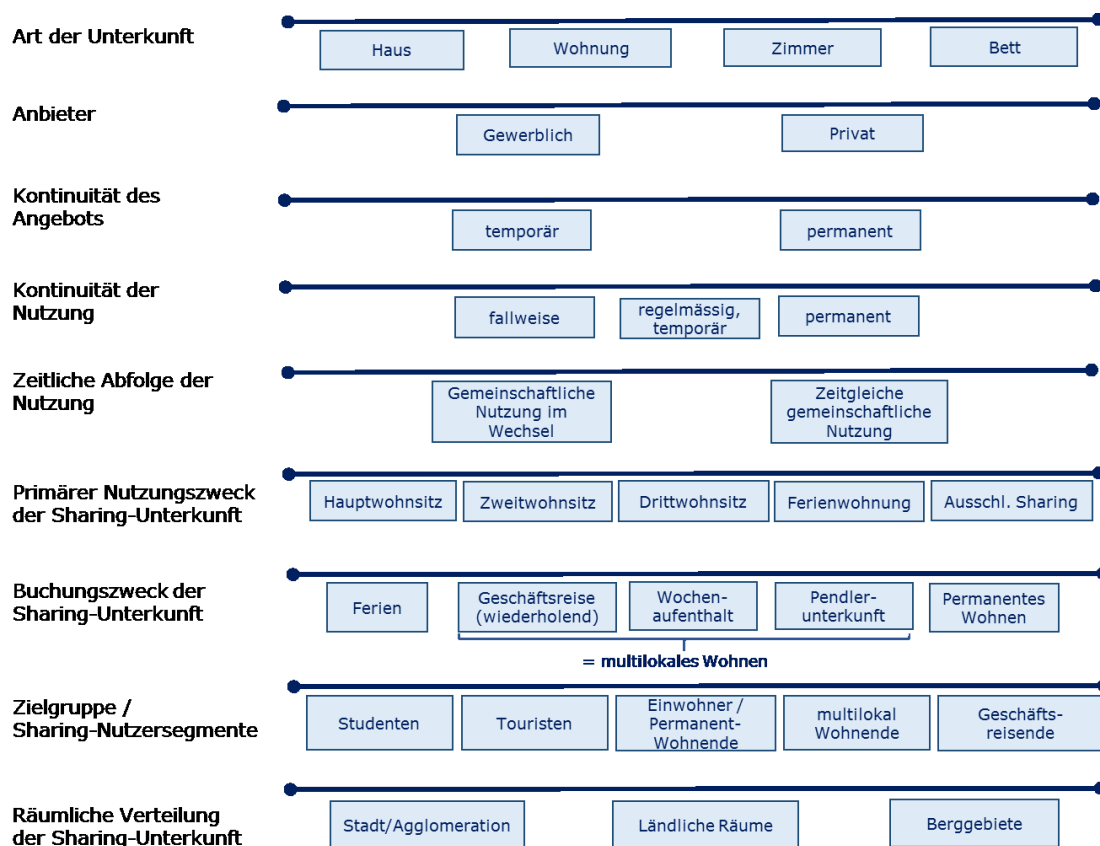 Art der Unterkunft
Haus
Wohnung
Zimmer
Bett
Anbieter
Gewerblich
Privat
Kontinuität des
Angebots
temporär
permanent
Kontinuität der
Nutzung
fallweise
regelmässig,
temporär
permanent
Zeitliche Abfolge der
Nutzung
Gemeinschaftliche
Nutzung im
Wechsel
Zeitgleiche
gemeinschaftliche
Nutzung
Primärer Nutzungszweck
der Sharing-Unterkunft
Hauptwohnsitz
Zweitwohnsitz
Drittwohnsitz
Ferienwohnung
Ausschl. Sharing
Buchungszweck der
Sharing-Unterkunft
Ferien
Geschäftsreise
(wiederholend)
Wochen-
aufenthalt
Pendler-
unterkunft
Permanentes
Wohnen
= multilokales Wohnen
Zielgruppe /
Sharing-Nutzersegmente
Studenten
Touristen
Einwohner /
Permanent-
Wohnende
multilokal
Wohnende
Geschäfts-
reisende
Räumliche Verteilung
der Sharing-Unterkunft
Stadt/Agglomeration
Ländliche Räume
Berggebiete